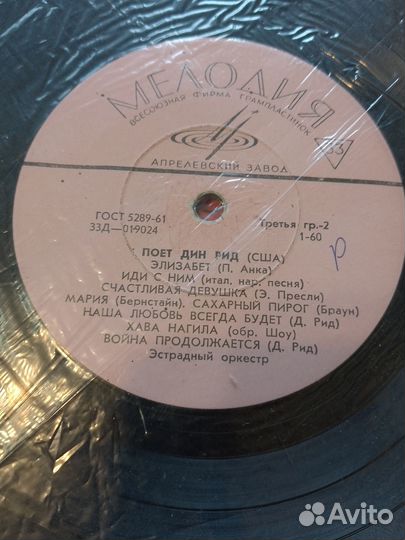 МЕЛОДИЯ
ВСЕСОЮЗНАЯ ФИРМА ГРАМПЛАСТИНОК
33
АПРЕЛЕВСКИЙ ЗАВОД
ГОСТ 5289-61
33Д—019024
Третья гр.-2
1-60
р
ПОЕТ ДИН РИД (США)
ЭЛИЗАБЕТ (П. Анка)
ИДИ С НИМ (итал. нар. песня)
СЧАСТЛИВАЯ ДЕВУШКА (Э. Пресли)
МАРИЯ (Бернстайн). САХАРНЫЙ ПИРОГ (Браун)
НАША ЛЮБОВЬ ВСЕГДА БУДЕТ (Д. Рид)
ХАВА НАГИЛА (обр. Шоу)
ВОЙНА ПРОДОЛЖАЕТСЯ (Д. Рид)
Эстрадный оркестр
Avito